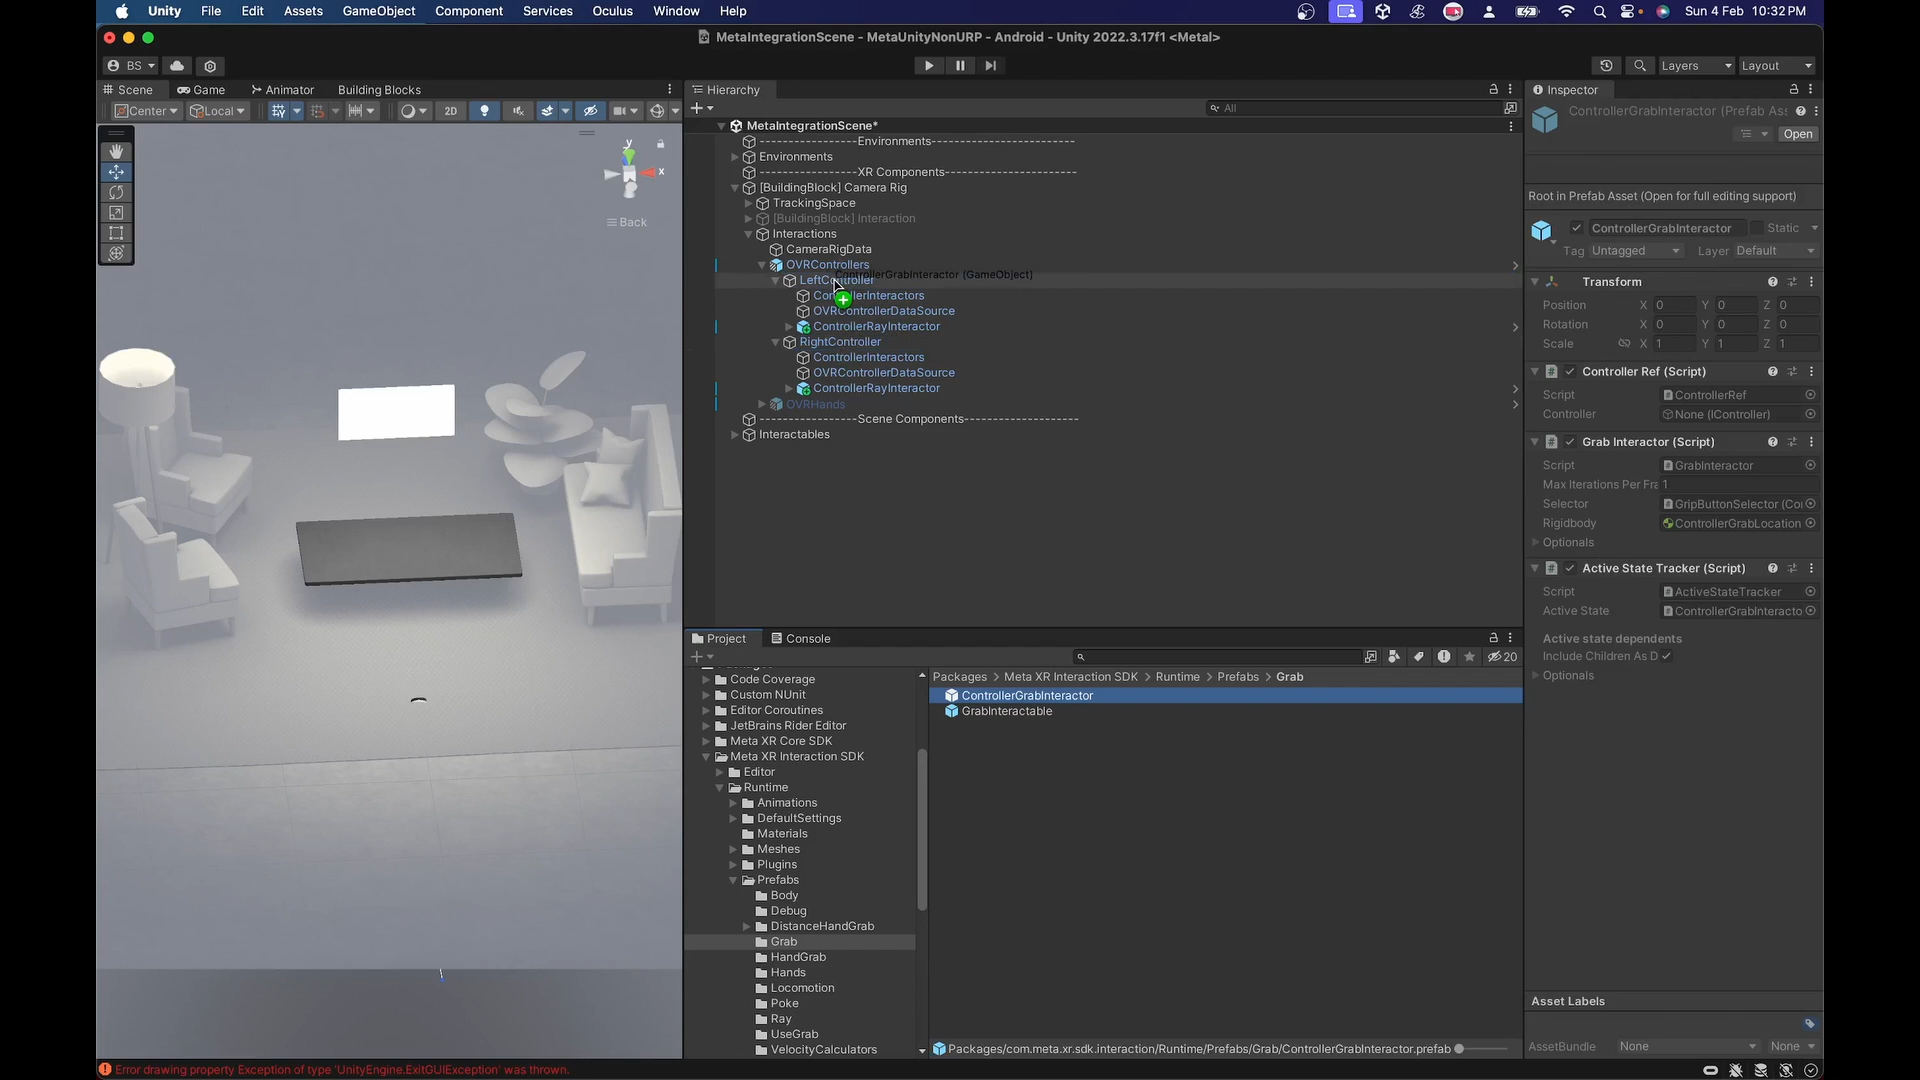 Unity File Edit Assets GameObject Component Services Oculus Window Help Sun 4 Feb 10:32 PM
MetaIntegrationScene - MetaUnityNonURP - Android - Unity 2022.3.17f1 <Metal>
BS Layers Layout
Scene Game Animator Building Blocks
Center Local 2D
y
x
Back
Hierarchy
All
MetaIntegrationScene*
-----------------Environments-------------------------
Environments
-----------------XR Components---------------------
[BuildingBlock] Camera Rig
TrackingSpace
[BuildingBlock] Interaction
Interactions
CameraRigData
OVRControllers
ControllerGrabInteractor (GameObject)
LeftController
ControllerInteractors
OVRControllerDataSource
ControllerRayInteractor
RightController
ControllerInteractors
OVRControllerDataSource
ControllerRayInteractor
OVRHands
-----------------Scene Components-------------------
Interactables
Project Console
20
Packages
Code Coverage
Custom NUnit
Editor Coroutines
JetBrains Rider Editor
Meta XR Core SDK
Meta XR Interaction SDK
Editor
Runtime
Animations
DefaultSettings
Materials
Meshes
Plugins
Prefabs
Body
Debug
DistanceHandGrab
Grab
HandGrab
Hands
Locomotion
Poke
Ray
UseGrab
VelocityCalculators
Packages > Meta XR Interaction SDK > Runtime > Prefabs > Grab
ControllerGrabInteractor
GrabInteractable
Packages/com.meta.xr.sdk.interaction/Runtime/Prefabs/Grab/ControllerGrabInteractor.prefab
Inspector
ControllerGrabInteractor (Prefab Ass
Open
Root in Prefab Asset (Open for full editing support)
ControllerGrabInteractor Static
Tag Untagged Layer Default
Transform
Position X 0 Y 0 Z 0
Rotation X 0 Y 0 Z 0
Scale X 1 Y 1 Z 1
Controller Ref (Script)
Script ControllerRef
Controller None (IController)
Grab Interactor (Script)
Script GrabInteractor
Max Iterations Per Fra 1
Selector GripButtonSelector (Co
Rigidbody ControllerGrabLocation
Optionals
Active State Tracker (Script)
Script ActiveStateTracker
Active State ControllerGrabInteracto
Active state dependents
Include Children As D
Optionals
Asset Labels
AssetBundle None None
Error drawing property Exception of type 'UnityEngine.ExitGUIException' was thrown.